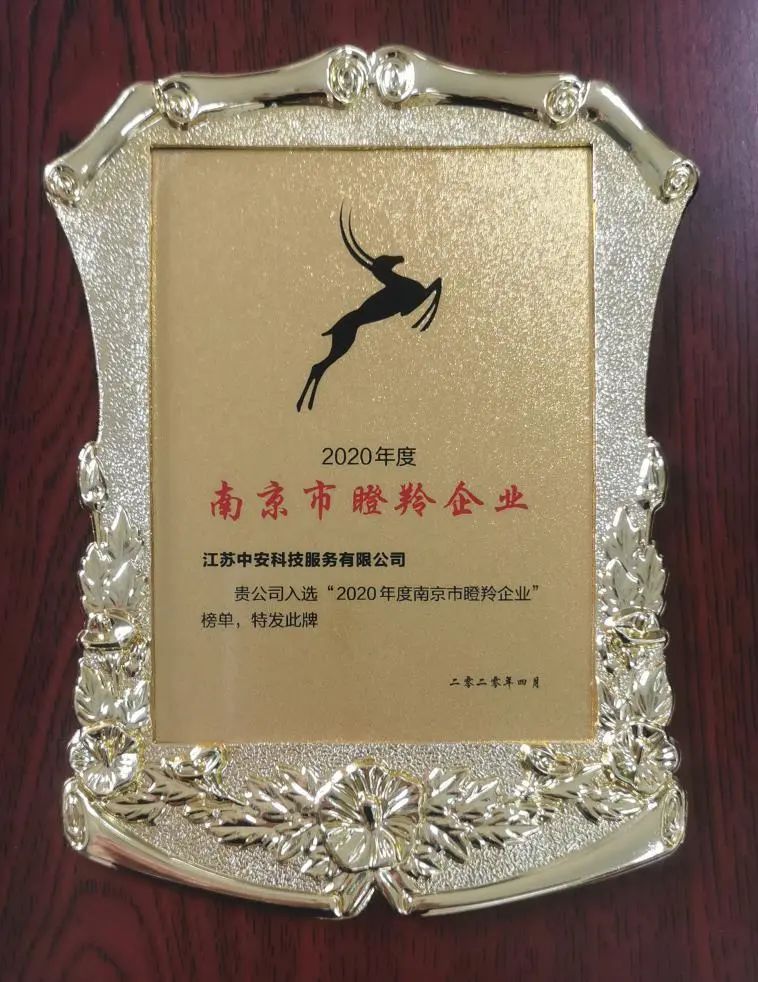 2020年度
南京市瞪羚企业
江苏中安科技服务有限公司
贵公司入选“2020年度南京市瞪羚企业”
榜单，特发此牌
二零二零年四月